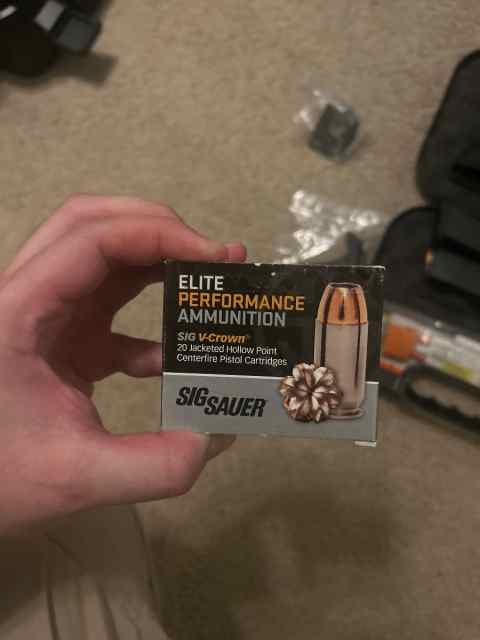 ELITE
PERFORMANCE
AMMUNITION
SIG V-Crown®
20 Jacketed Hollow Point
Centerfire Pistol Cartridges
SIG SAUER